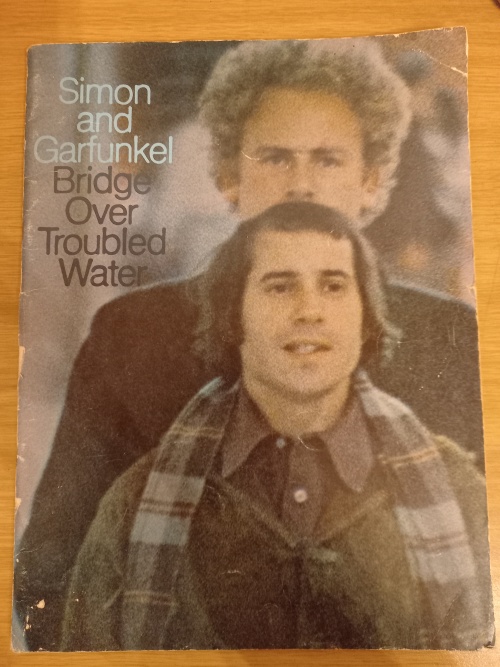 Simon
and
Garfunkel
Bridge
Over
Troubled
Water